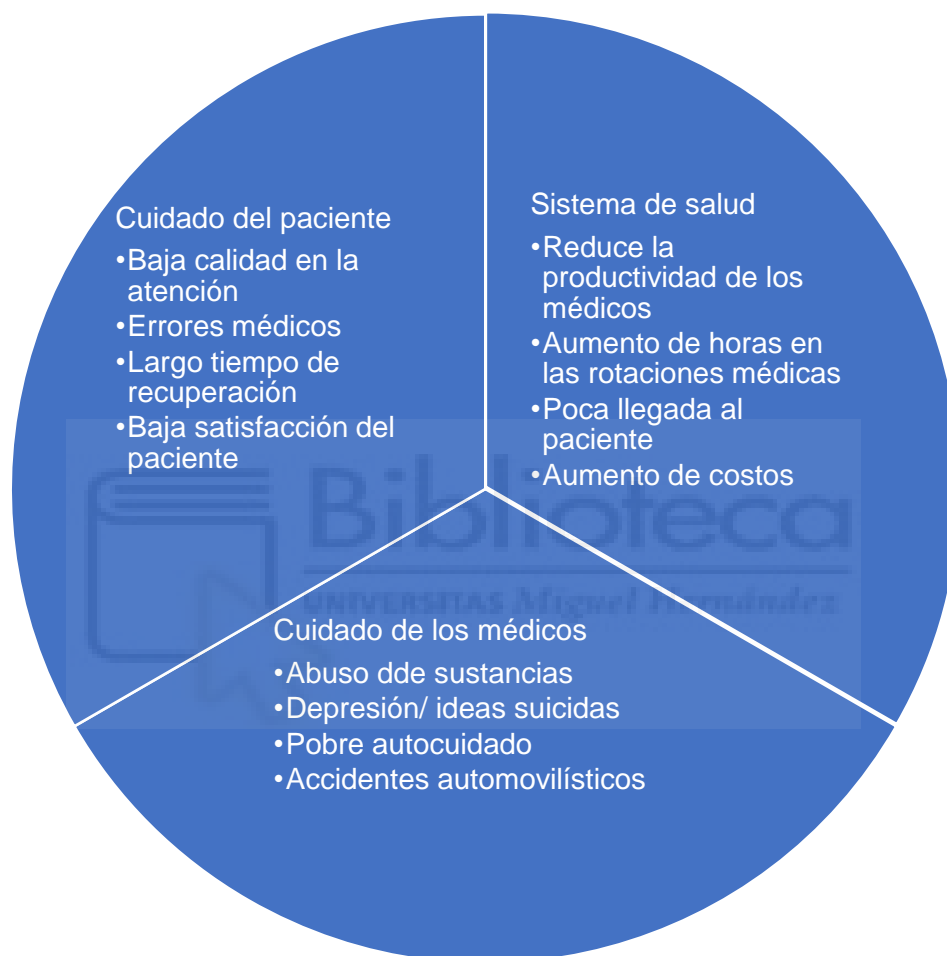 Cuidado del paciente
•Baja calidad en la
atención
•Errores médicos
•Largo tiempo de
recuperación
•Baja satisfacción del
paciente
Sistema de salud
•Reduce la
productividad de los
médicos
•Aumento de horas en
las rotaciones médicas
•Poca llegada al
paciente
•Aumento de costos
Biblioteca
UNIVERSITAS Miguel Hernández
Cuidado de los médicos
•Abuso dde sustancias
•Depresión/ ideas suicidas
•Pobre autocuidado
•Accidentes automovilísticos